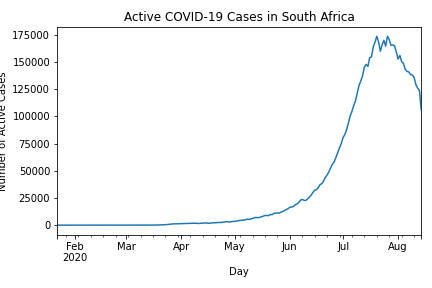 Active COVID-19 Cases in South Africa
175000
150000
125000
100000
75000
50000
25000
0
Number of Active Cases
Feb
2020
Mar
Apr
May
Jun
Jul
Aug
Day